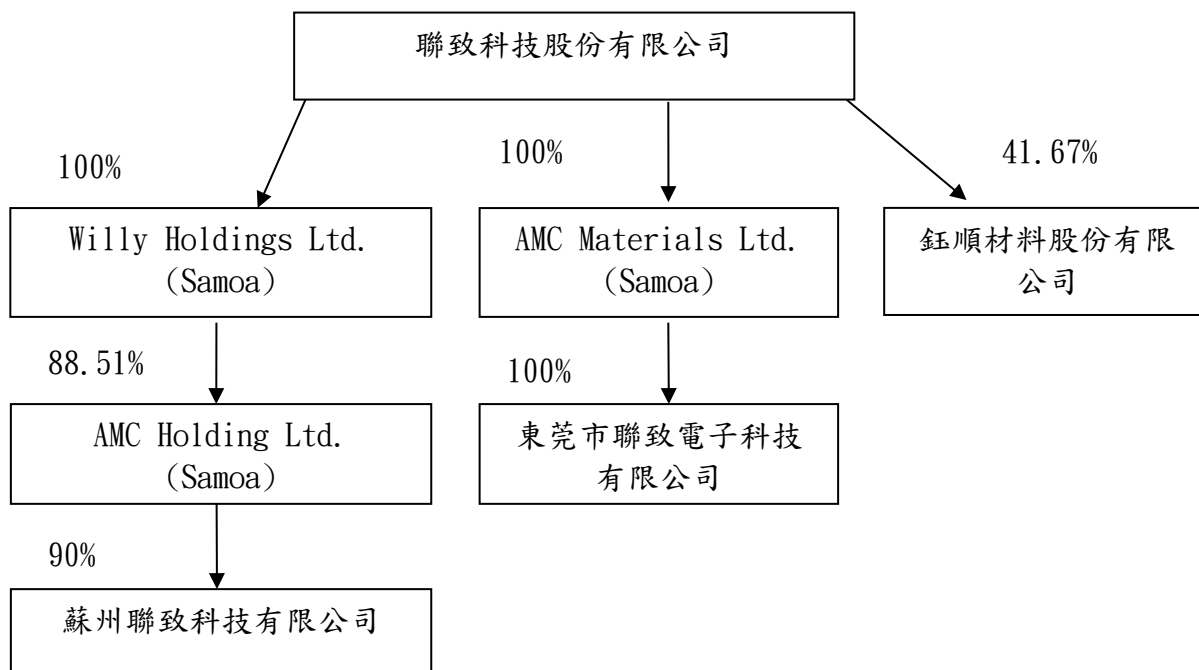 聯致科技股份有限公司
100%
100%
41.67%
Willy Holdings Ltd.
(Samoa)
AMC Materials Ltd.
(Samoa)
鈺順材料股份有限
公司
88.51%
100%
AMC Holding Ltd.
(Samoa)
東莞市聯致電子科技
有限公司
90%
蘇州聯致科技有限公司